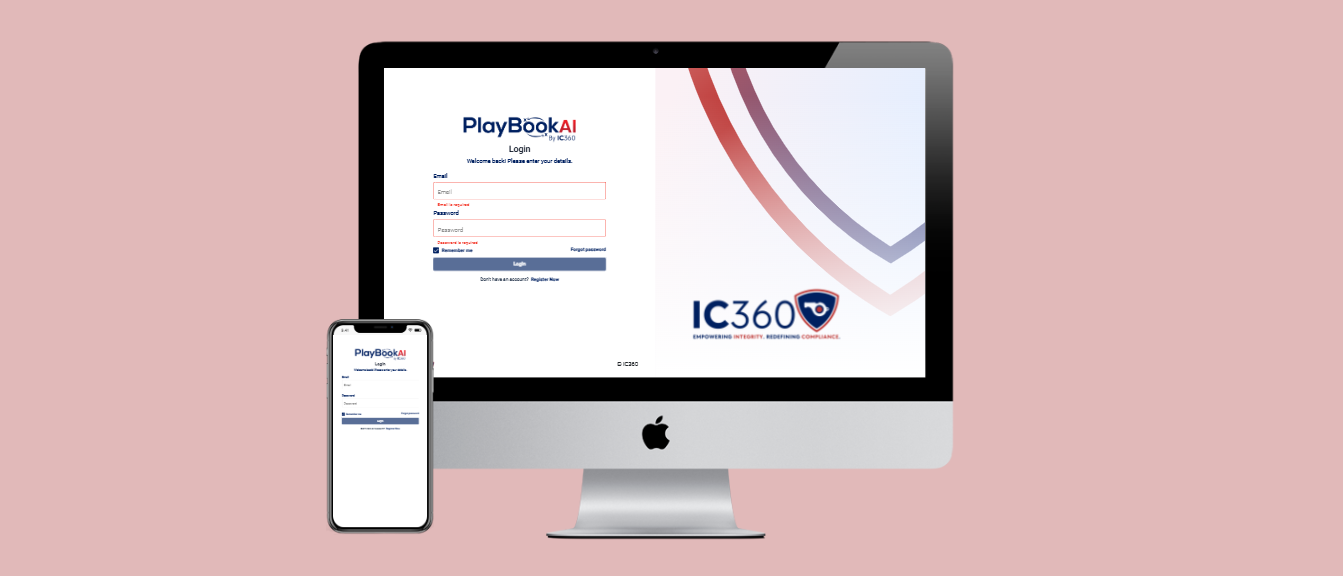 PlayBookAI
By IC360
Login
Welcome back! Please enter your details.
Email
Email
Email is required
Password
Password
Password is required
Remember me Forgot password
Login
Don't have an account? Register Now
© IC360
IC360
EMPOWERING INTEGRITY. REDEFINING COMPLIANCE.
PlayBookAI
By IC360
Login
Welcome back! Please enter your details.
Email
Email
Password
Password
Remember me Forgot password
Login
Don't have an account? Register Now